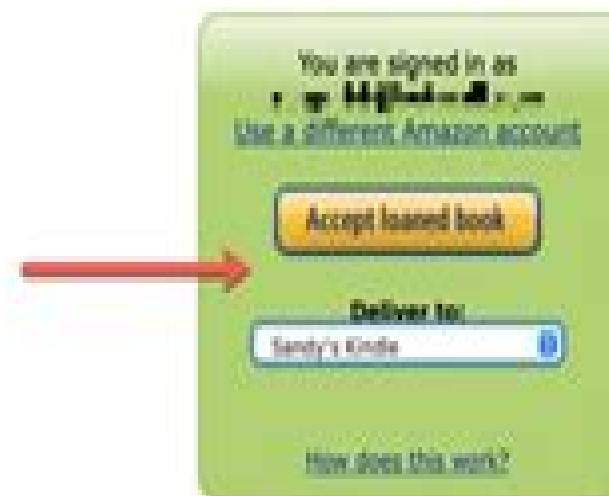 You are signed in as
Use a different Amazon account
Accept loaned book
Deliver to:
Sandy's Kindle
How does this work?